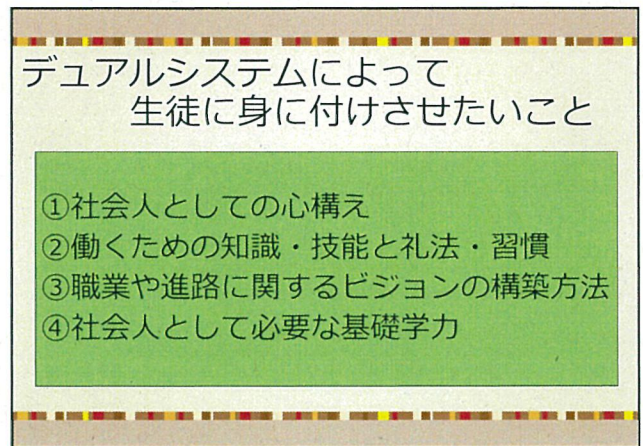 デュアルシステムによって
生徒に身に付けさせたいこと
①社会人としての心構え
②働くための知識・技能と礼法・習慣
③職業や進路に関するビジョンの構築方法
④社会人として必要な基礎学力